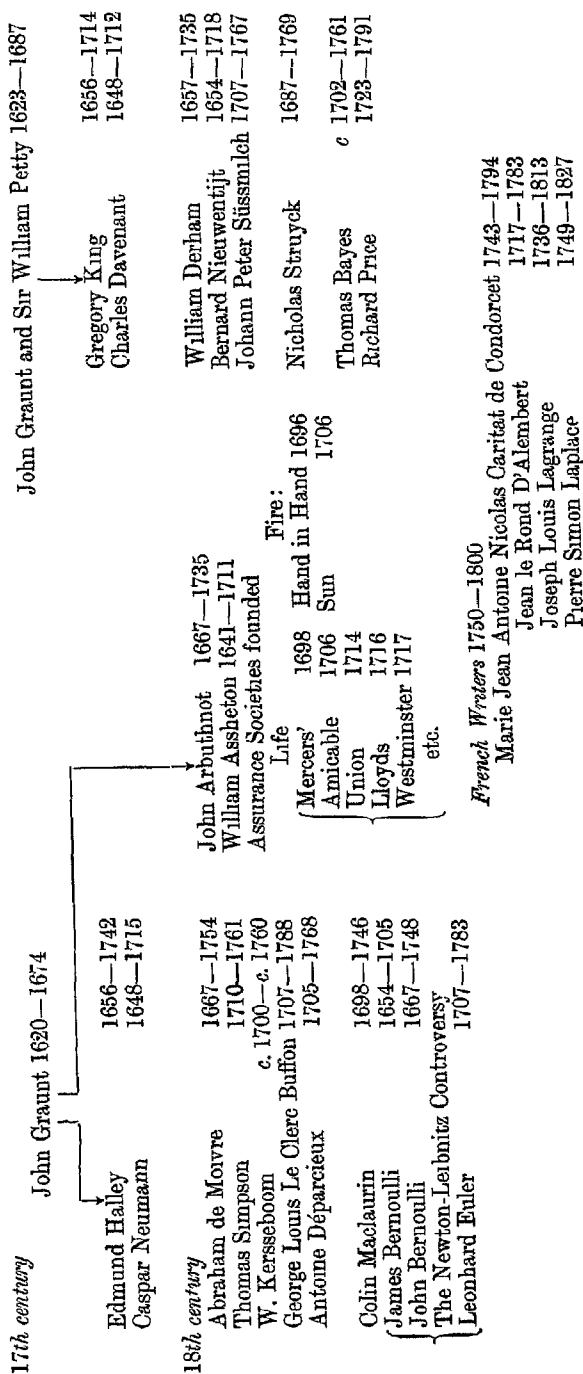 17th century
John Graunt 1620—1674
John Graunt and Sir William Petty 1623—1687
Edmund Halley 1656—1742
Caspar Neumann 1648—1715
Gregory King 1656—1714
Charles Davenant 1648—1712
18th century
Abraham de Moivre 1667—1754
Thomas Simpson 1710—1761
W. Kersseboom c. 1700—c. 1760
George Louis Le Clerc Buffon 1707—1788
Antoine Déparcieux 1705—1768
Colin Maclaurin 1698—1746
James Bernoulli 1654—1705
John Bernoulli 1667—1748
The Newton-Leibnitz Controversy
Leonhard Euler 1707—1783
John Arbuthnot 1667—1735
William Assheton 1641—1711
Assurance Societies founded
Life Fire:
Mercers' 1698 Hand in Hand 1696
Amicable 1706 Sun 1706
Union 1714
Lloyds 1716
Westminster 1717
etc.
William Derham 1657—1735
Bernard Nieuwentijt 1654—1718
Johann Peter Süssmilch 1707—1767
Nicholas Struyck 1687—1769
Thomas Bayes c 1702—1761
Richard Price 1723—1791
French Writers 1750—1800
Marie Jean Antoine Nicolas Caritat de Condorcet 1743—1794
Jean le Rond D'Alembert 1717—1783
Joseph Louis Lagrange 1736—1813
Pierre Simon Laplace 1749—1827